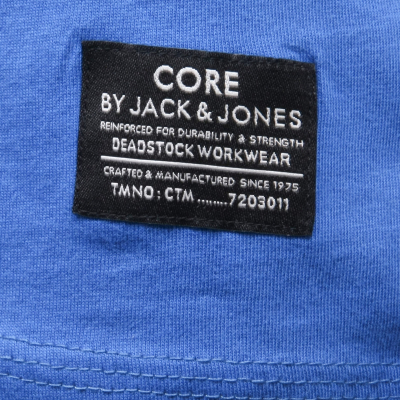 CORE
BY JACK & JONES
REINFORCED FOR DURABILITY & STRENGTH
DEADSTOCK WORKWEAR
CRAFTED & MANUFACTURED SINCE 1975
TMNO: CTM ........7203011